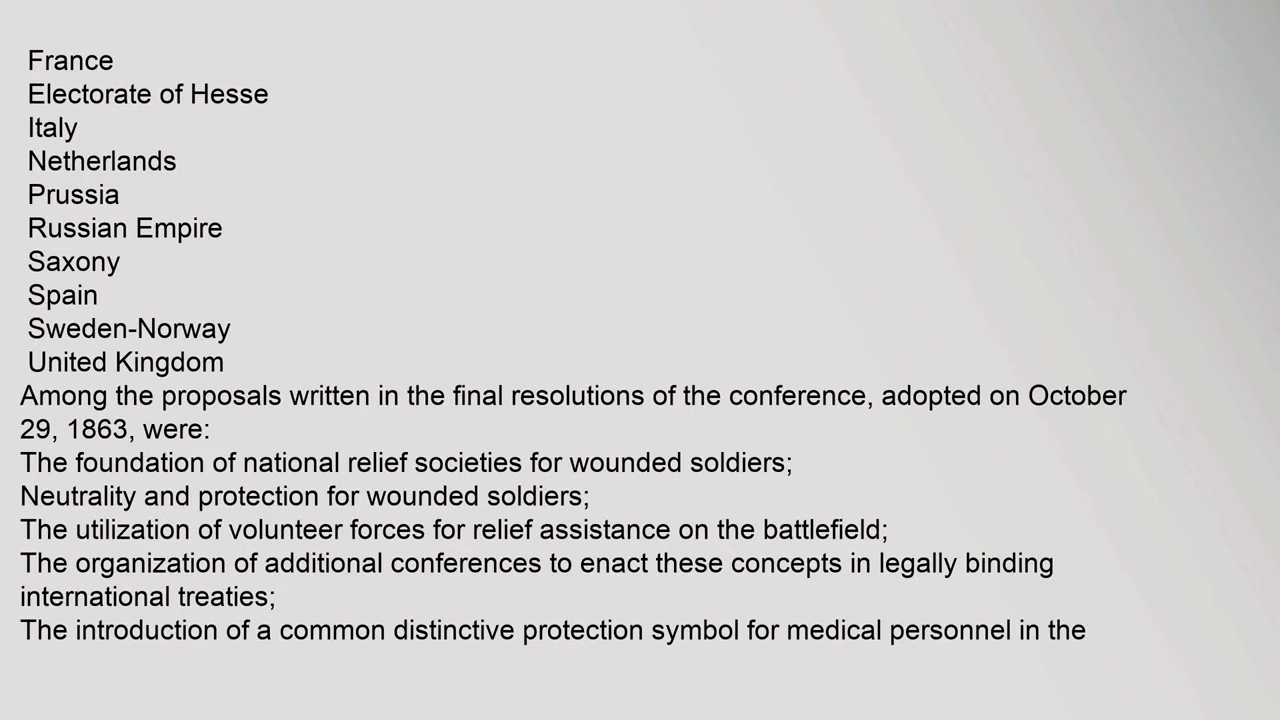 France
Electorate of Hesse
Italy
Netherlands
Prussia
Russian Empire
Saxony
Spain
Sweden-Norway
United Kingdom
Among the proposals written in the final resolutions of the conference, adopted on October
29, 1863, were:
The foundation of national relief societies for wounded soldiers;
Neutrality and protection for wounded soldiers;
The utilization of volunteer forces for relief assistance on the battlefield;
The organization of additional conferences to enact these concepts in legally binding
international treaties;
The introduction of a common distinctive protection symbol for medical personnel in the